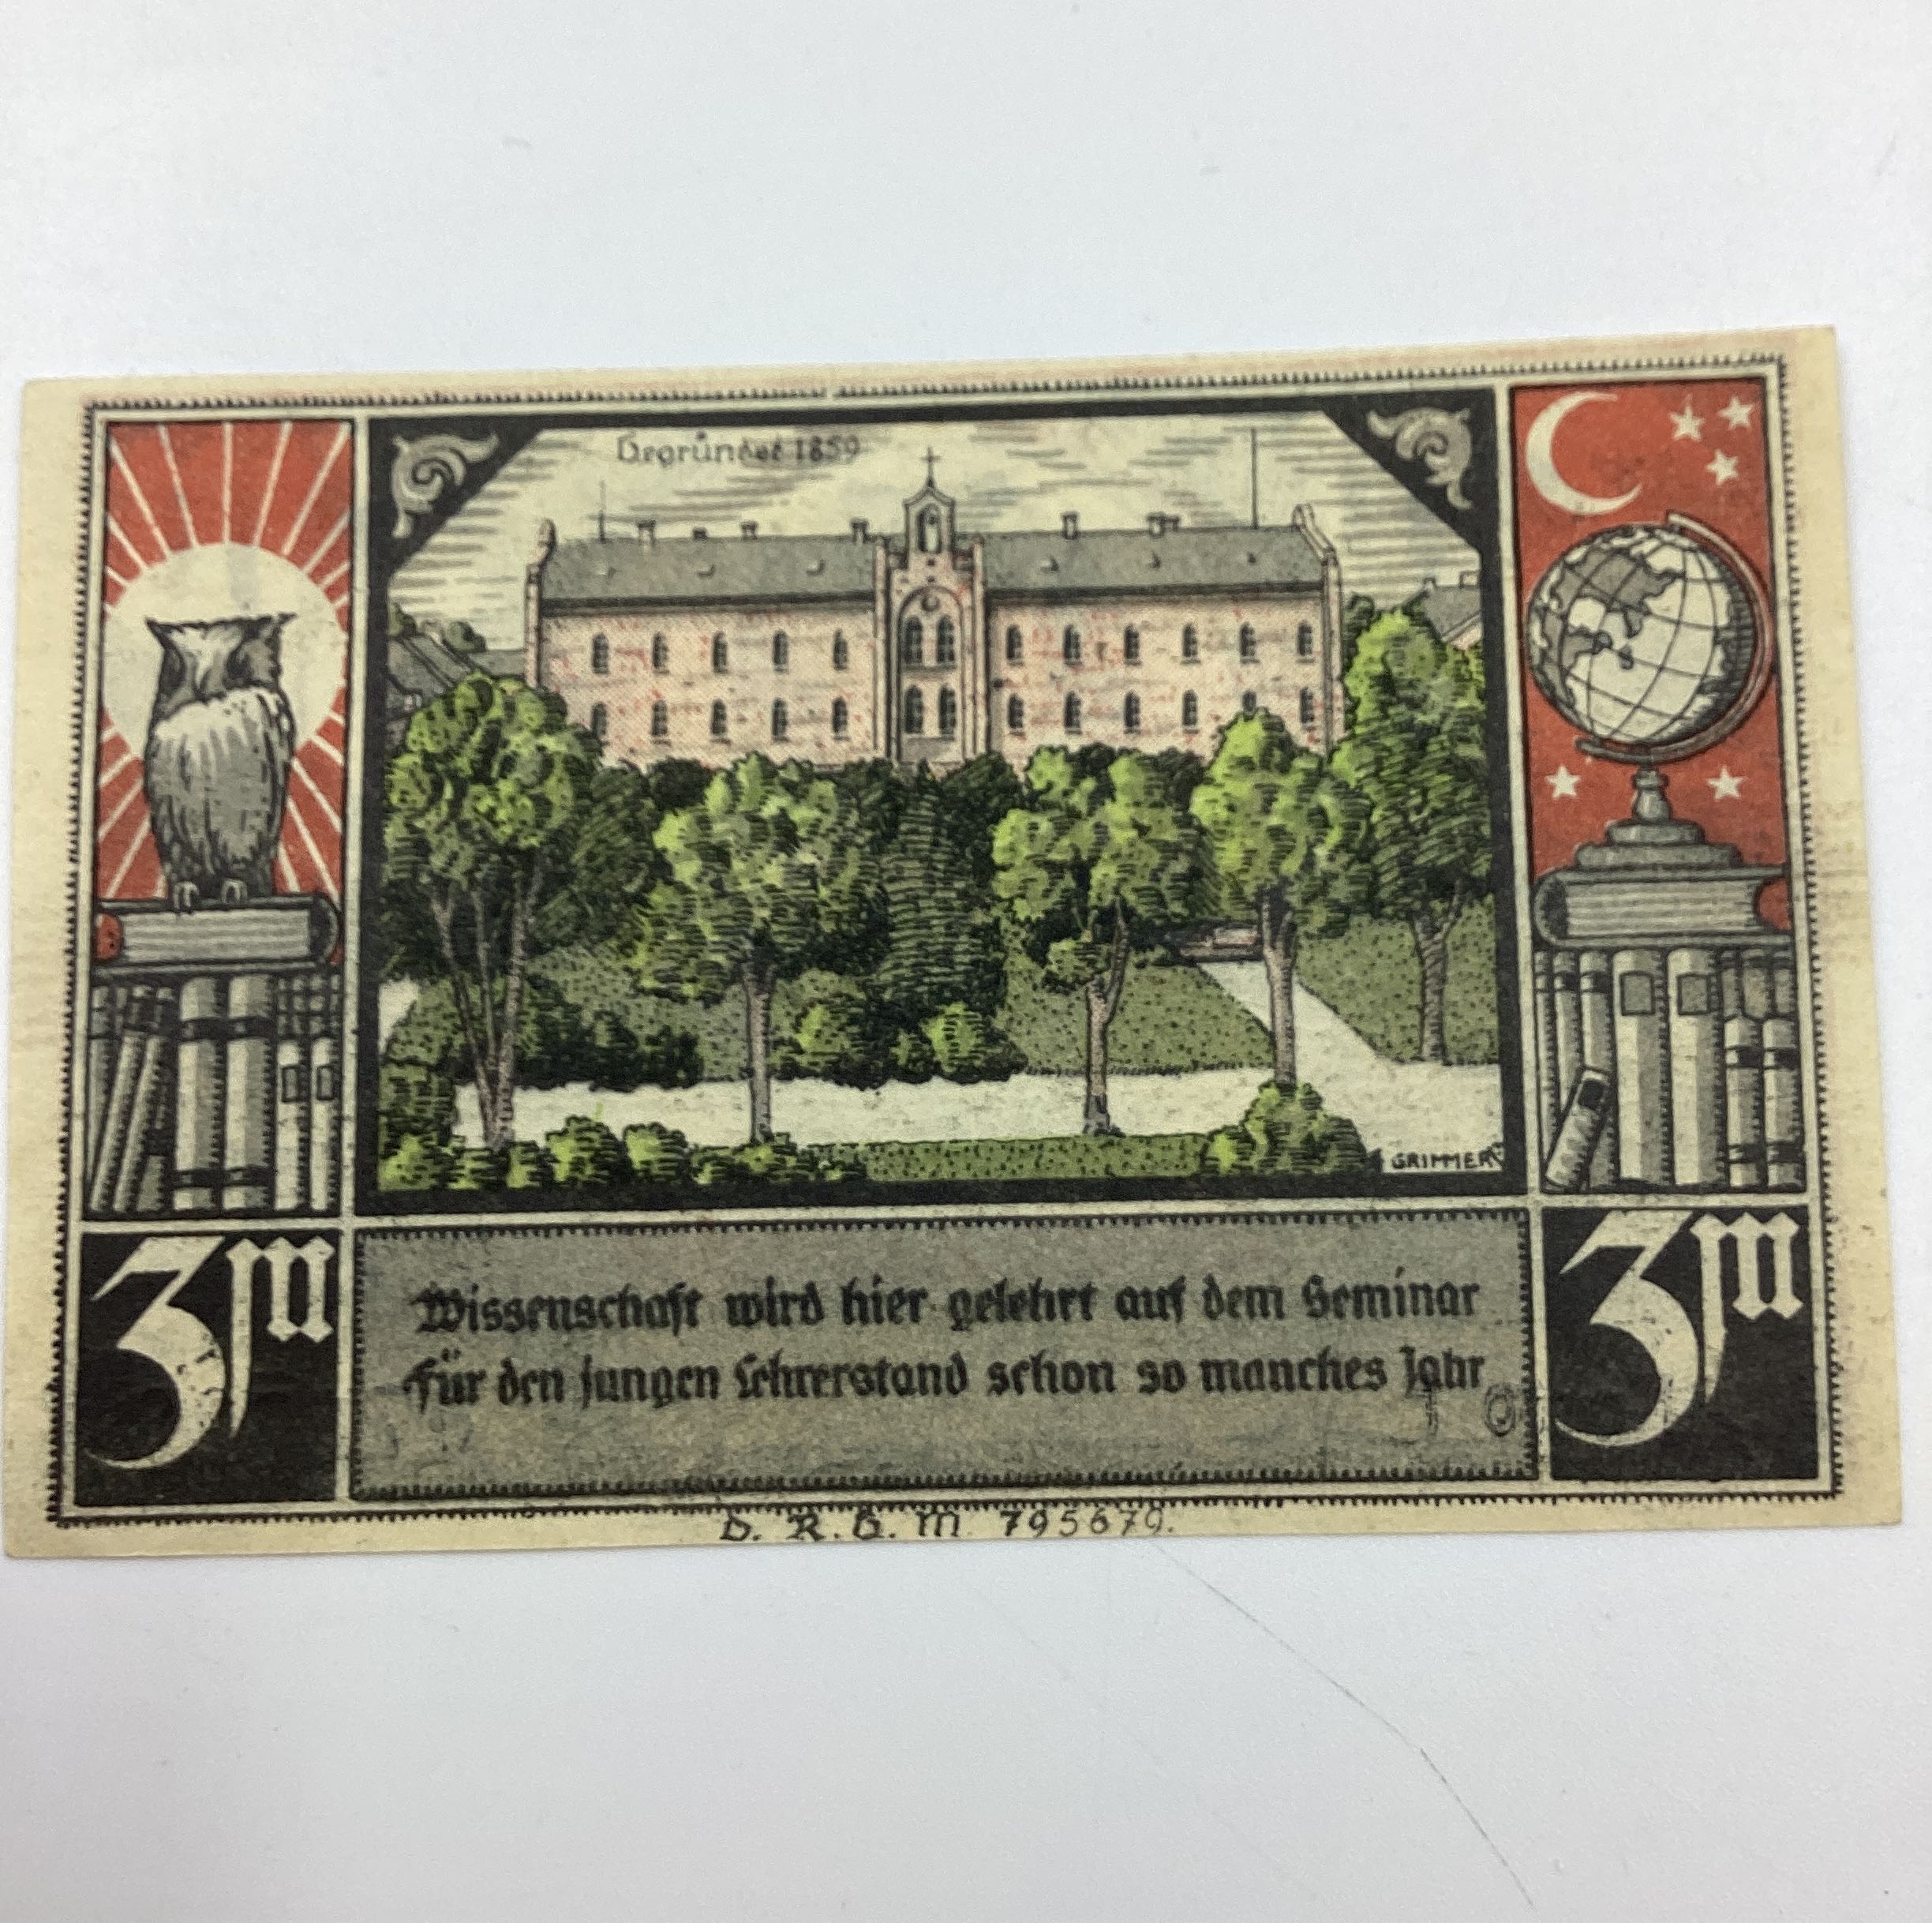 Gegründet 1859
GRIMMER
3M
3M
Wissenschaft wird hier gelehrt auf dem Seminar
Für den jungen Lehrerstand schon so manches Jahr
D. R. G. M. 795679.